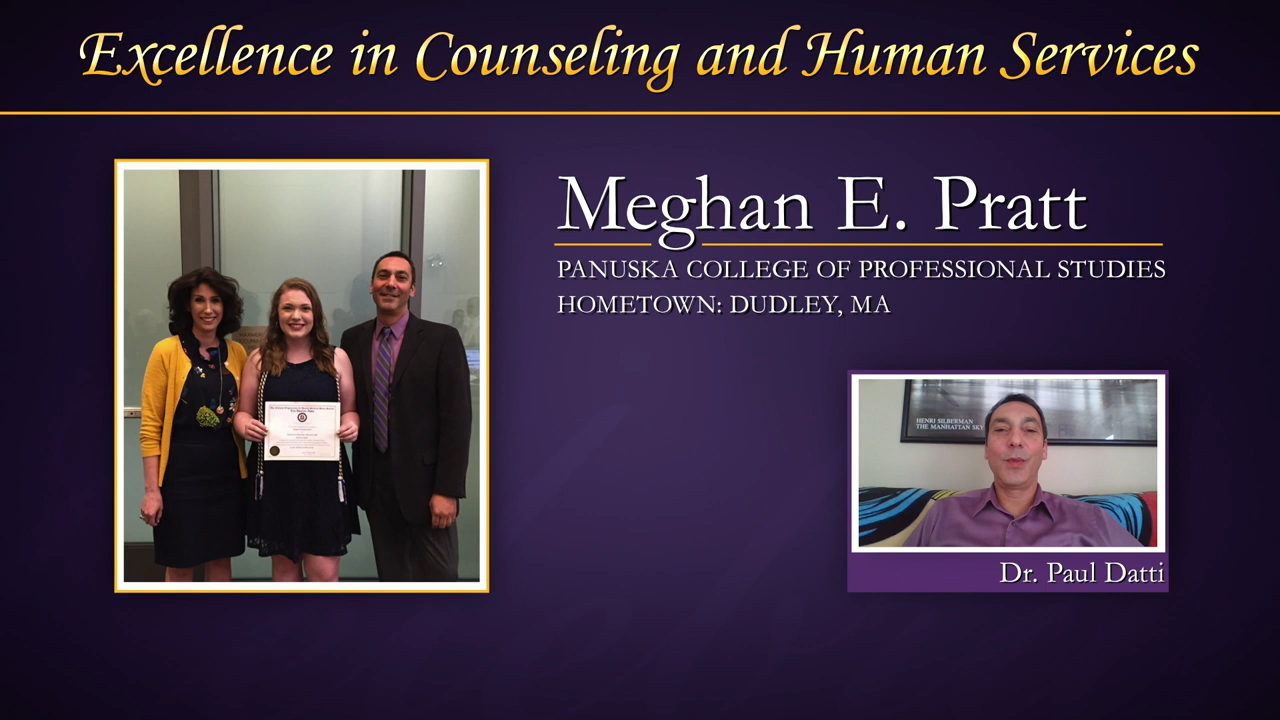 Excellence in Counseling and Human Services
Meghan E. Pratt
PANUSKA COLLEGE OF PROFESSIONAL STUDIES
HOMETOWN: DUDLEY, MA
HENRI SILBERMAN
THE MANHATTAN SKY
Dr. Paul Datti